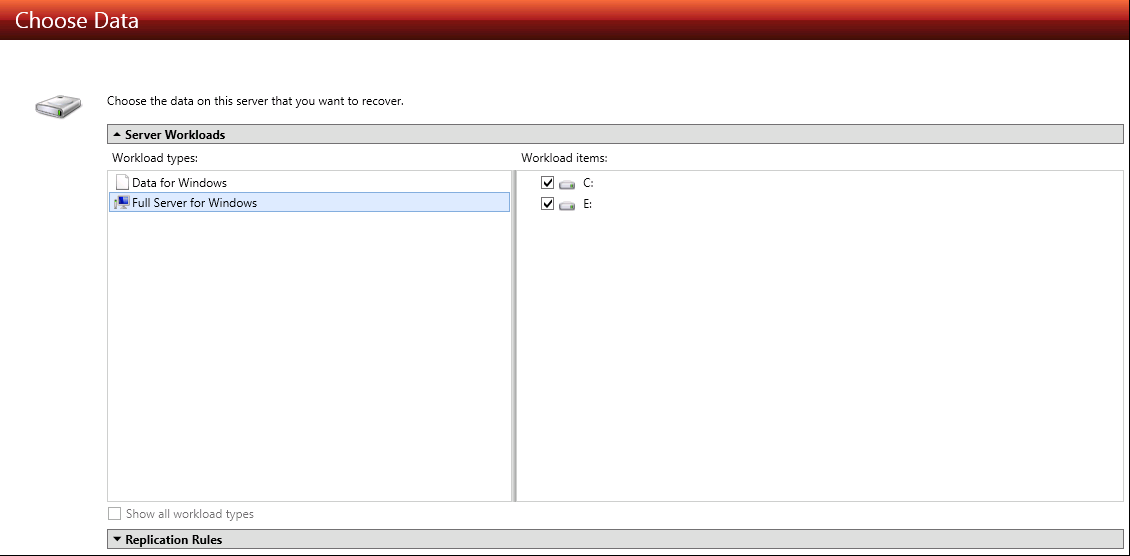 Choose Data
Choose the data on this server that you want to recover.
Server Workloads
Workload types:
Workload items:
Data for Windows
Full Server for Windows
C:
E:
Show all workload types
Replication Rules